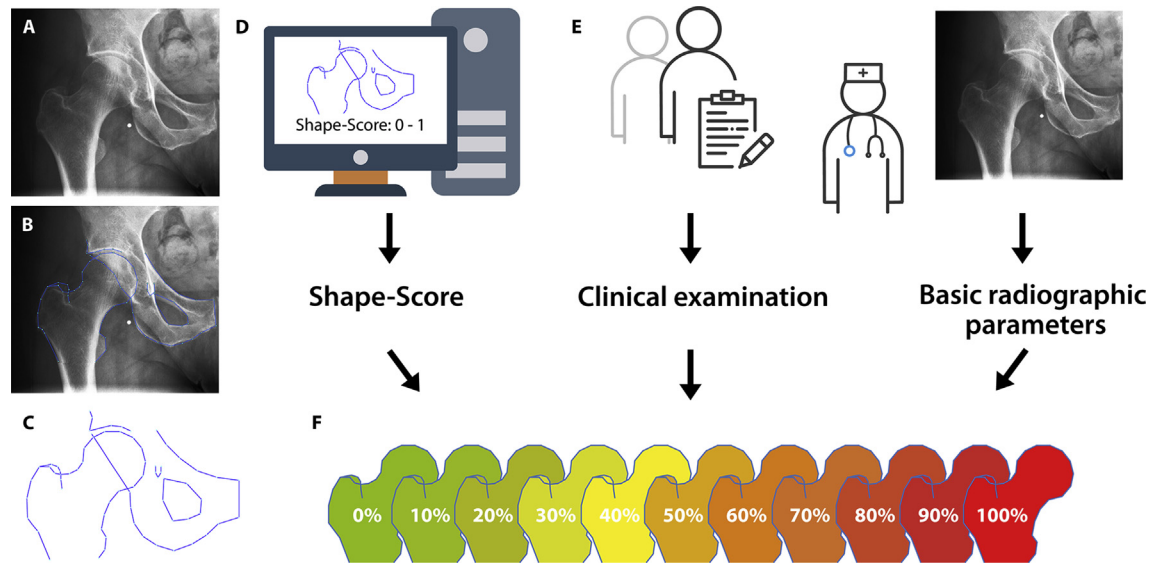 A
B
C
D
Shape-Score: 0 - 1
E
Shape-Score
Clinical examination
Basic radiographic
parameters
F
0% 10% 20% 30% 40% 50% 60% 70% 80% 90% 100%